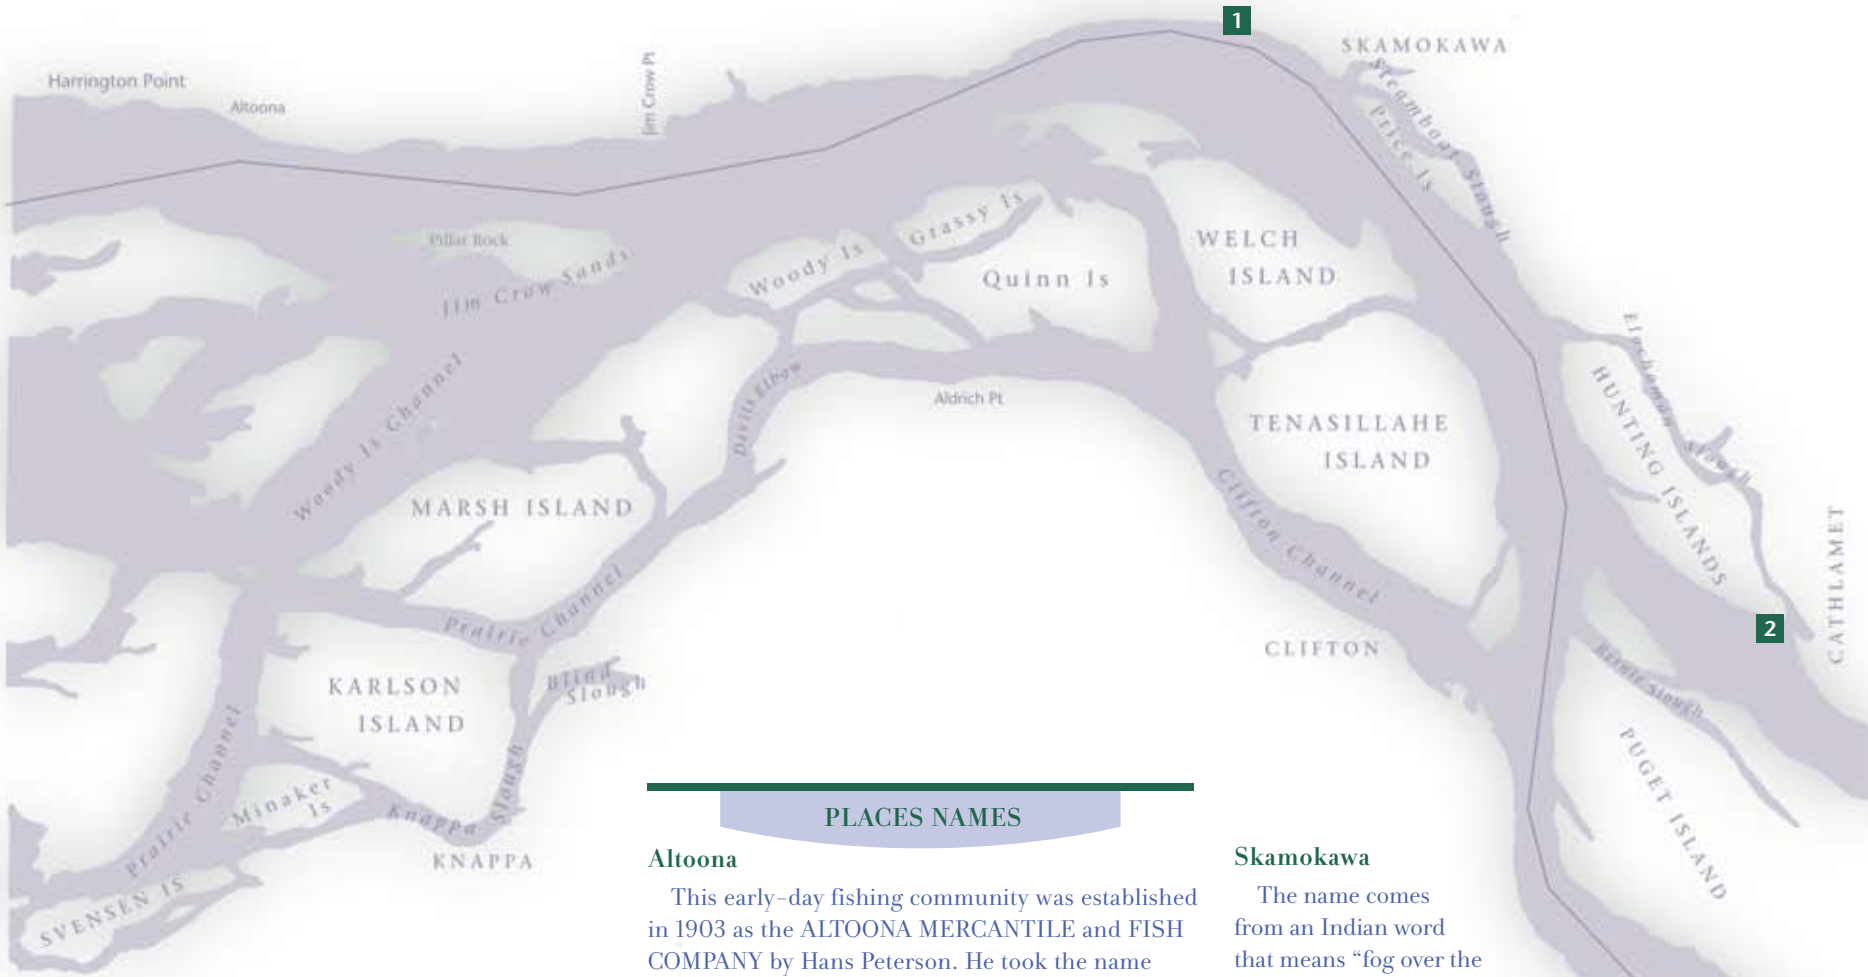 1
SKAMOKAWA
Harrington Point
Altoona
Jim Crow Pt
Steamboat Slough
Price Is
Pillar Rock
Jim Crow Sands
Woody Is
Grassy Is
Quinn Is
WELCH
ISLAND
Elochoman Slough
HUNTING ISLANDS
Woody Is Channel
Devils Elbow
Aldrich Pt
TENASILLAHE
ISLAND
MARSH ISLAND
Clifton Channel
CATHLAMET
2
Prairie Channel
CLIFTON
Blind
Slough
KARLSON
ISLAND
Bernie Slough
PUGET ISLAND
Prairie Channel
Minaker
Is
Knappa Slough
KNAPPA
SVENSEN IS
PLACES NAMES
Altoona
This early-day fishing community was established
in 1903 as the ALTOONA MERCANTILE and FISH
COMPANY by Hans Peterson. He took the name
Skamokawa
The name comes
from an Indian word
that means “fog over the